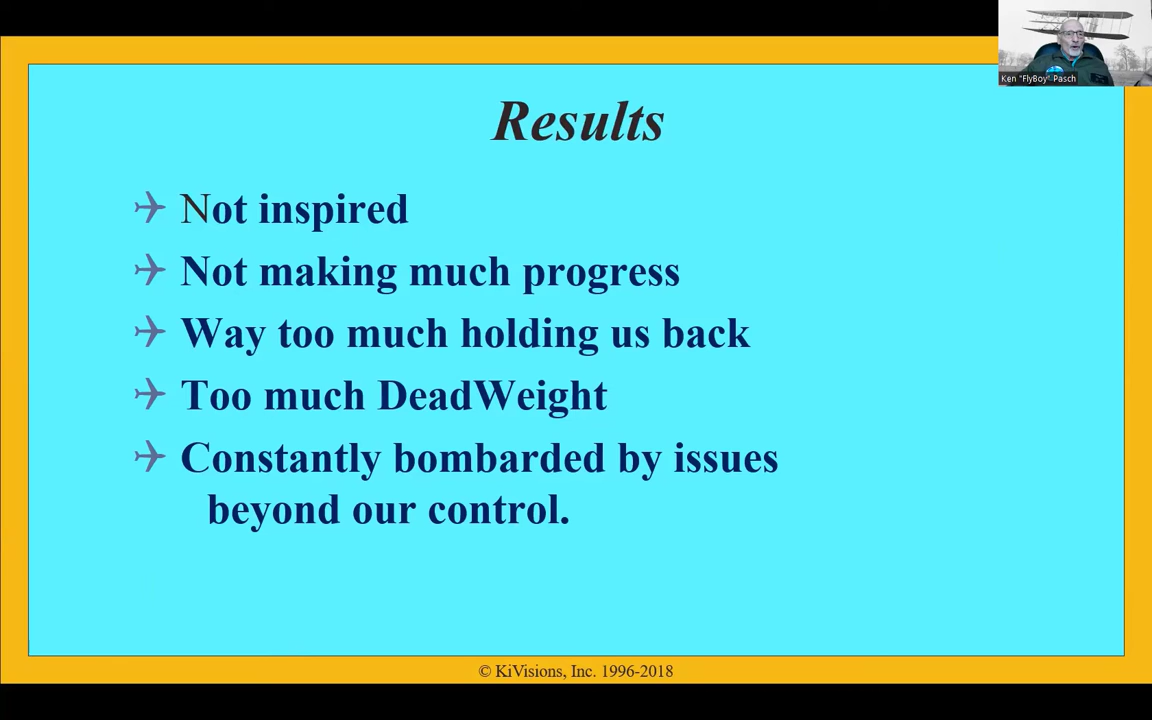 Ken "FlyBoy" Pasch
Results
Not inspired
Not making much progress
Way too much holding us back
Too much DeadWeight
Constantly bombarded by issues
beyond our control.
© KiVisions, Inc. 1996-2018